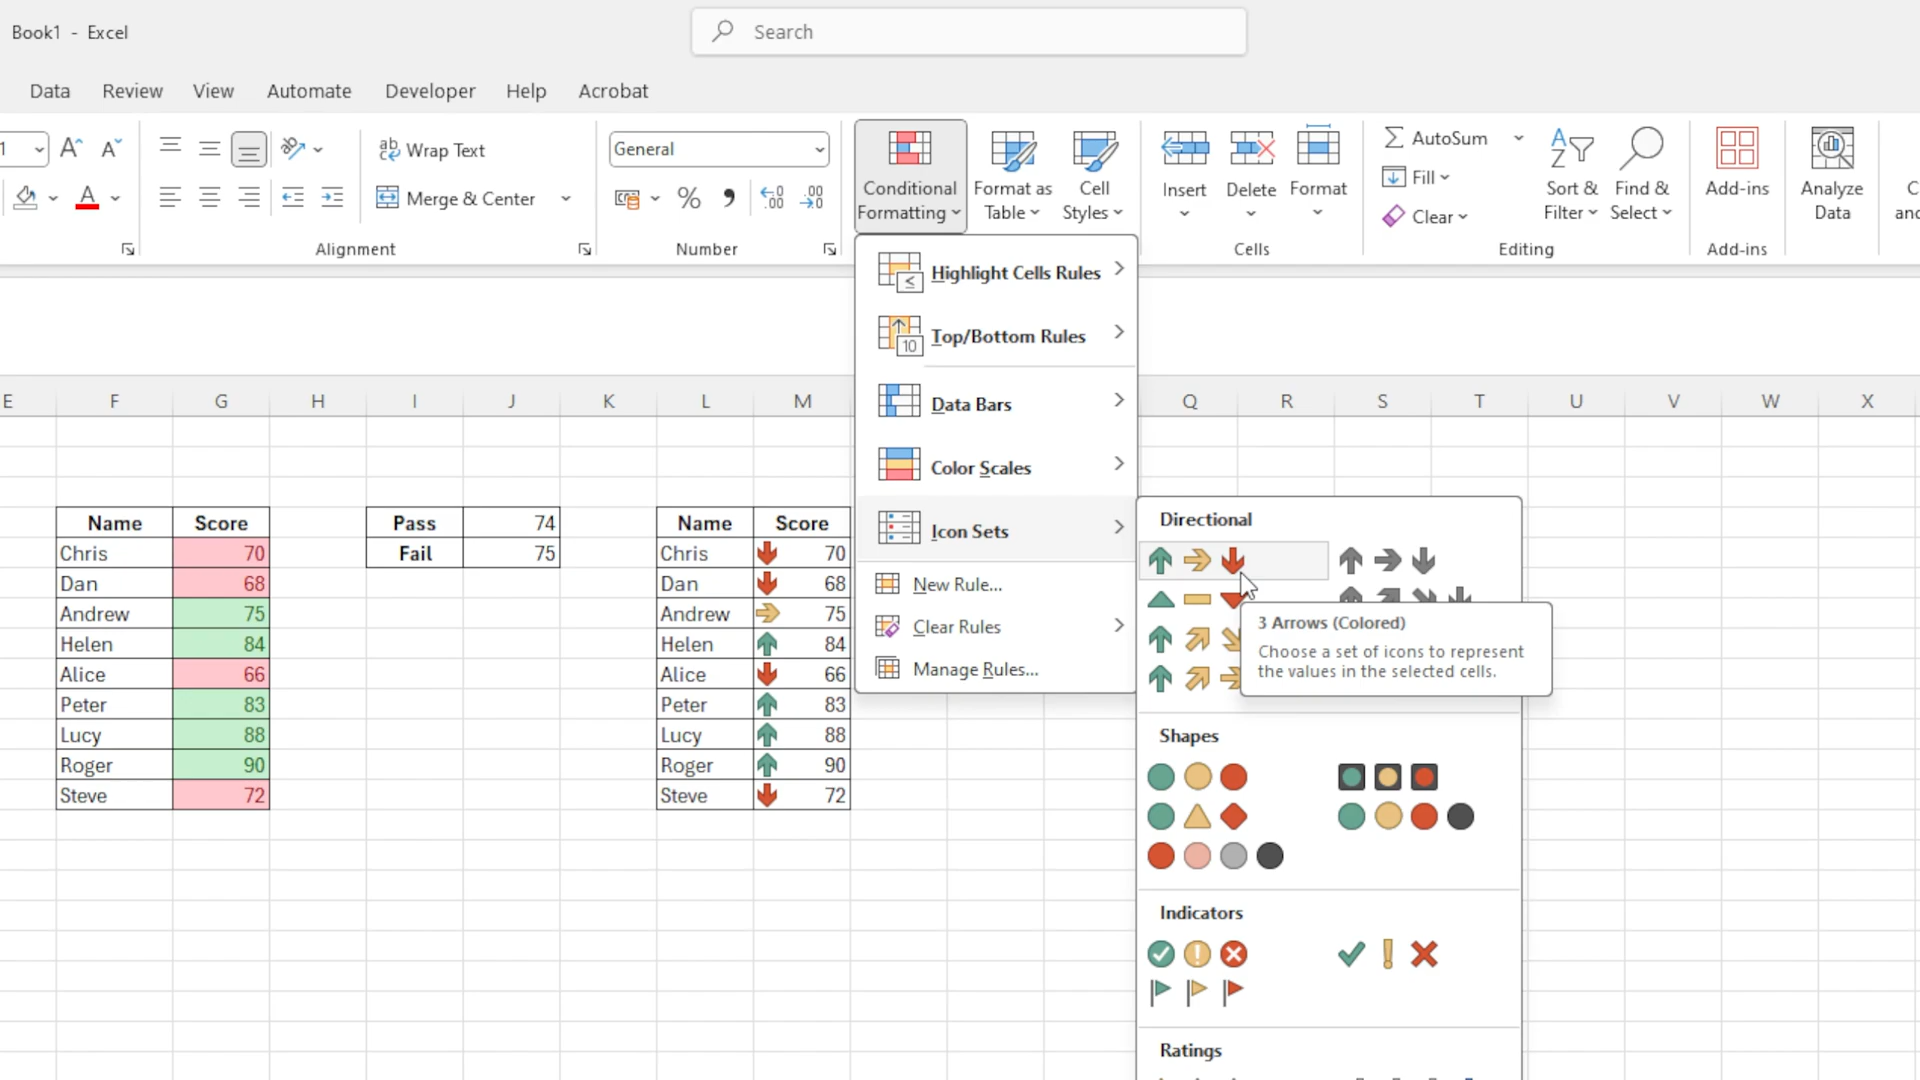 Book1 - Excel
Search
Data Review View Automate Developer Help Acrobat
1
Wrap Text
Merge & Center
Alignment
General
Number
Conditional Formatting
Format as Table
Cell Styles
Insert
Delete
Format
Cells
AutoSum
Fill
Clear
Sort & Filter
Find & Select
Editing
Add-ins
Add-ins
Analyze Data
Highlight Cells Rules
Top/Bottom Rules
Data Bars
Color Scales
Icon Sets
New Rule...
Clear Rules
Manage Rules...
E F G H I J K L M Q R S T U V W X
Name Score
Chris 70
Dan 68
Andrew 75
Helen 84
Alice 66
Peter 83
Lucy 88
Roger 90
Steve 72
Pass 74
Fail 75
Name Score
Chris 70
Dan 68
Andrew 75
Helen 84
Alice 66
Peter 83
Lucy 88
Roger 90
Steve 72
Directional
3 Arrows (Colored)
Choose a set of icons to represent
the values in the selected cells.
Shapes
Indicators
Ratings